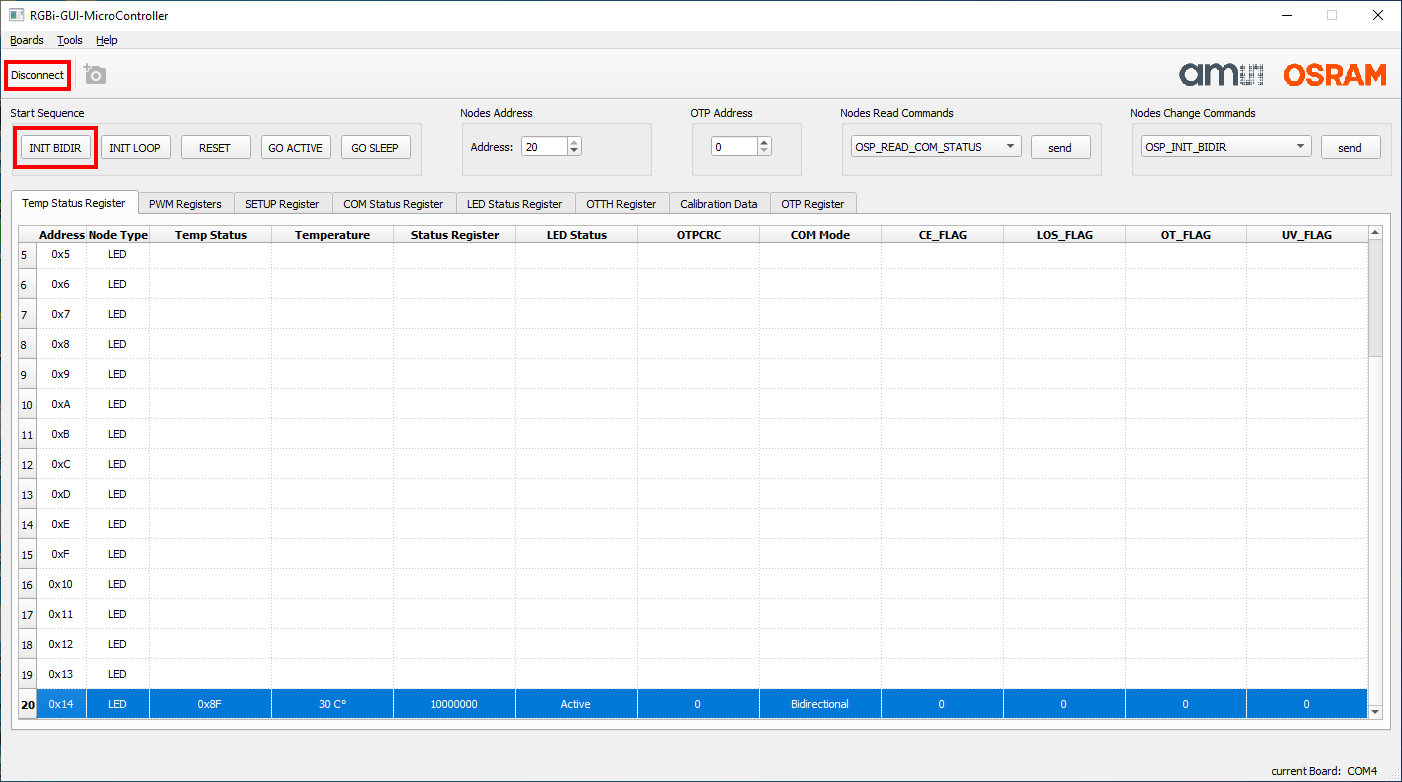 RGBi-GUI-MicroController
Boards Tools Help
Disconnect
am OSRAM
Start Sequence Nodes Address OTP Address Nodes Read Commands Nodes Change Commands
INIT BIDIR INIT LOOP RESET GO ACTIVE GO SLEEP Address: 20 0 OSP_READ_COM_STATUS send OSP_INIT_BIDIR send
Temp Status Register PWM Registers SETUP Register COM Status Register LED Status Register OTTH Register Calibration Data OTP Register
Address Node Type Temp Status Temperature Status Register LED Status OTPCRC COM Mode CE_FLAG LOS_FLAG OT_FLAG UV_FLAG
5 0x5 LED
6 0x6 LED
7 0x7 LED
8 0x8 LED
9 0x9 LED
10 0xA LED
11 0xB LED
12 0xC LED
13 0xD LED
14 0xE LED
15 0xF LED
16 0x10 LED
17 0x11 LED
18 0x12 LED
19 0x13 LED
20 0x14 LED 0x8F 30 C° 10000000 Active 0 Bidirectional 0 0 0 0
current Board: COM4